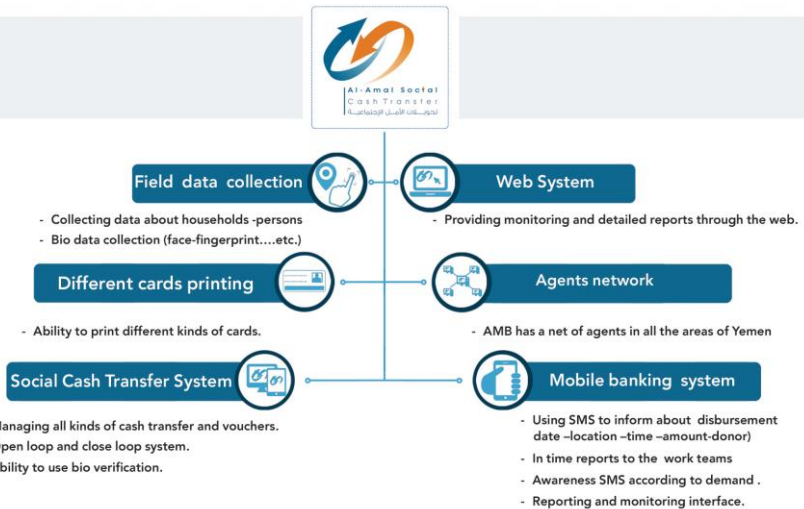 Al-Amal Social
Cash Transfer
تحويـــلات الأمـــل الإجتماعيـــة
Field data collection
- Collecting data about households -persons
- Bio data collection (face-fingerprint....etc.)
Web System
- Providing monitoring and detailed reports through the web.
Different cards printing
- Ability to print different kinds of cards.
Agents network
- AMB has a net of agents in all the areas of Yemen
Social Cash Transfer System
anaging all kinds of cash transfer and vouchers.
pen loop and close loop system.
bility to use bio verification.
Mobile banking system
- Using SMS to inform about disbursement
date –location –time –amount-donor)
- In time reports to the work teams
- Awareness SMS according to demand .
- Reporting and monitoring interface.